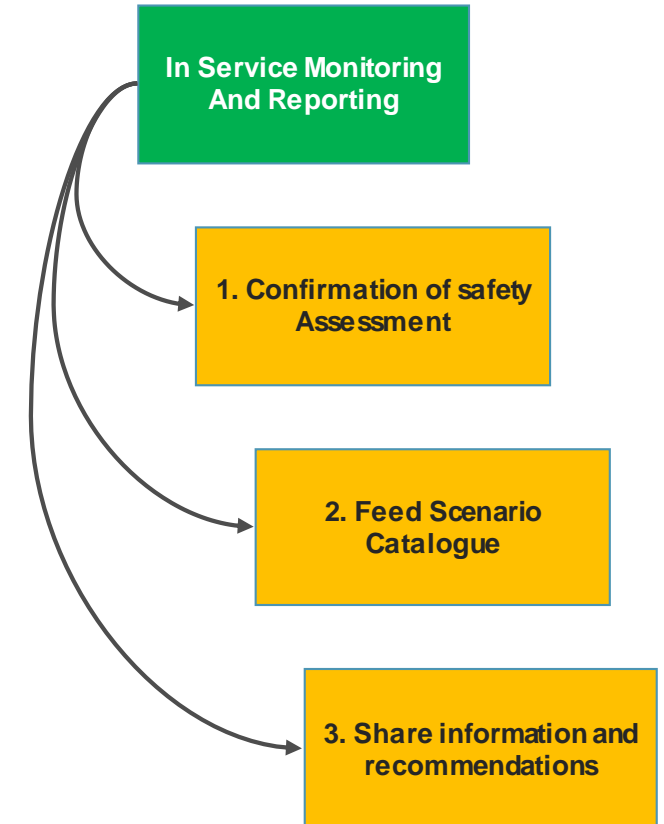 In Service Monitoring
And Reporting
1. Confirmation of safety
Assessment
2. Feed Scenario
Catalogue
3. Share information and
recommendations